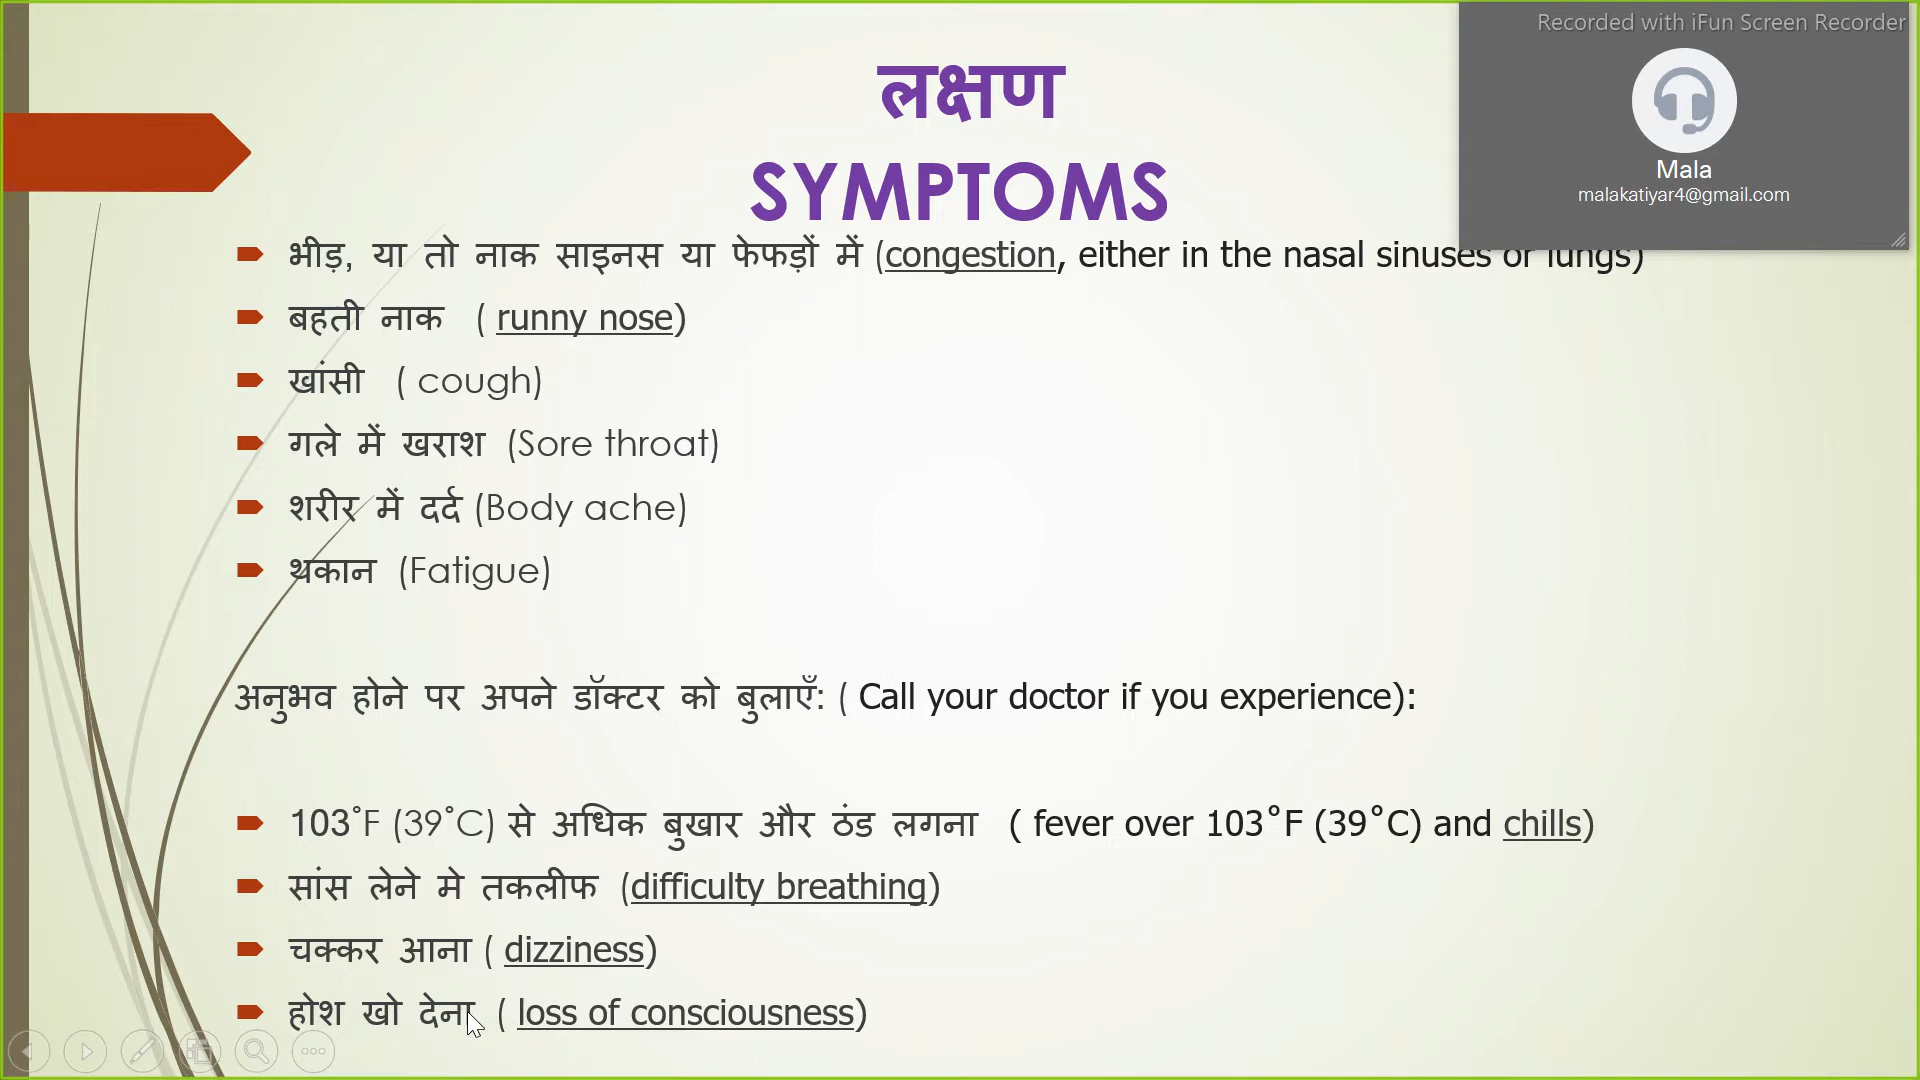 Recorded with iFun Screen Recorder
Mala
malakatiyar4@gmail.com
लक्षण
SYMPTOMS
भीड़, या तो नाक साइनस या फेफड़ों में (congestion, either in the nasal sinuses or lungs)
बहती नाक ( runny nose)
खांसी ( cough)
गले में खराश (Sore throat)
शरीर में दर्द (Body ache)
थकान (Fatigue)
अनुभव होने पर अपने डॉक्टर को बुलाएँ: ( Call your doctor if you experience):
103˚F (39˚C) से अधिक बुखार और ठंड लगना ( fever over 103˚F (39˚C) and chills)
सांस लेने मे तकलीफ (difficulty breathing)
चक्कर आना ( dizziness)
होश खो देना ( loss of consciousness)